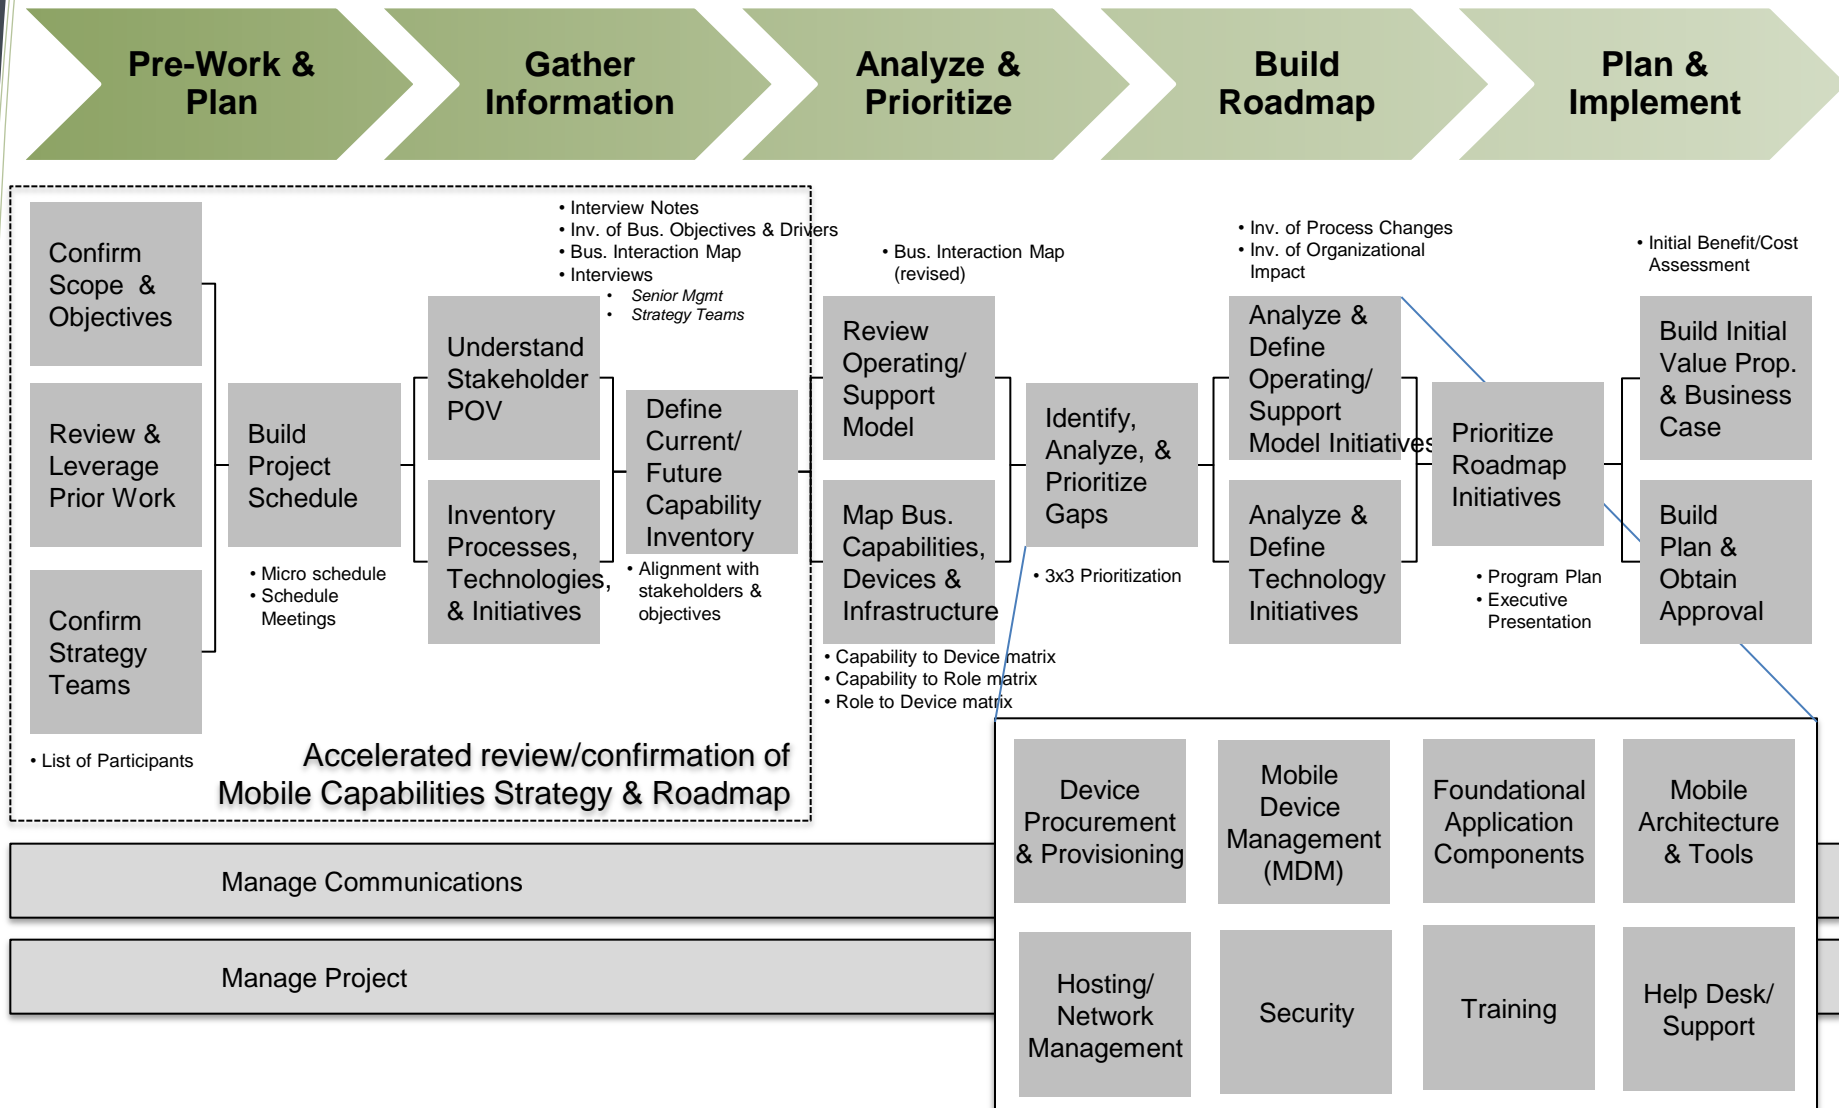 Pre-Work &
Plan
Gather
Information
Analyze &
Prioritize
Build
Roadmap
Plan &
Implement
Confirm
Scope &
Objectives
Review &
Leverage
Prior Work
Confirm
Strategy
Teams
• List of Participants
Build
Project
Schedule
• Micro schedule
• Schedule
Meetings
• Interview Notes
• Inv. of Bus. Objectives & Drivers
• Bus. Interaction Map
• Interviews
• Senior Mgmt
• Strategy Teams
Understand
Stakeholder
POV
Inventory
Processes,
Technologies,
& Initiatives
Define
Current/
Future
Capability
Inventory
• Alignment with
stakeholders &
objectives
Accelerated review/confirmation of
Mobile Capabilities Strategy & Roadmap
• Bus. Interaction Map
(revised)
Review
Operating/
Support
Model
Map Bus.
Capabilities,
Devices &
Infrastructure
• Capability to Device matrix
• Capability to Role matrix
• Role to Device matrix
Identify,
Analyze, &
Prioritize
Gaps
• 3x3 Prioritization
• Inv. of Process Changes
• Inv. of Organizational
Impact
Analyze &
Define
Operating/
Support
Model Initiatives
Analyze &
Define
Technology
Initiatives
Prioritize
Roadmap
Initiatives
• Program Plan
• Executive
Presentation
• Initial Benefit/Cost
Assessment
Build Initial
Value Prop.
& Business
Case
Build
Plan &
Obtain
Approval
Manage Communications
Manage Project
Device
Procurement
& Provisioning
Mobile
Device
Management
(MDM)
Foundational
Application
Components
Mobile
Architecture
& Tools
Hosting/
Network
Management
Security
Training
Help Desk/
Support